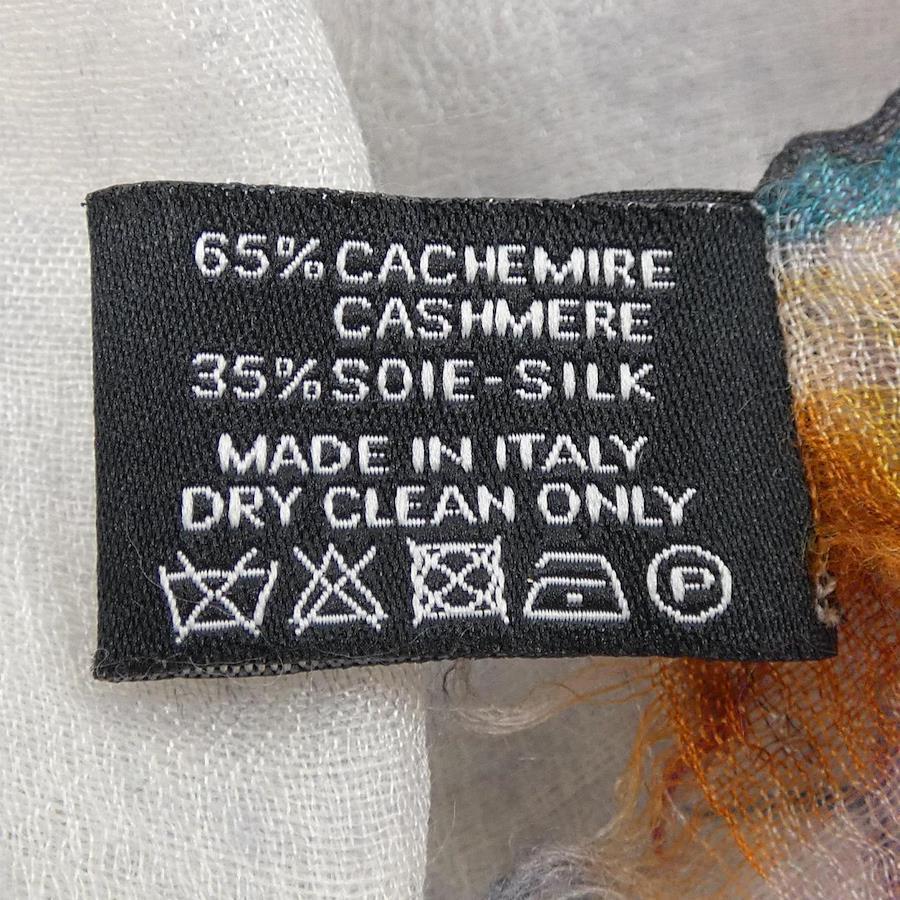 65% CACHEMIRE
CASHMERE
35% SOIE-SILK
MADE IN ITALY
DRY CLEAN ONLY
P